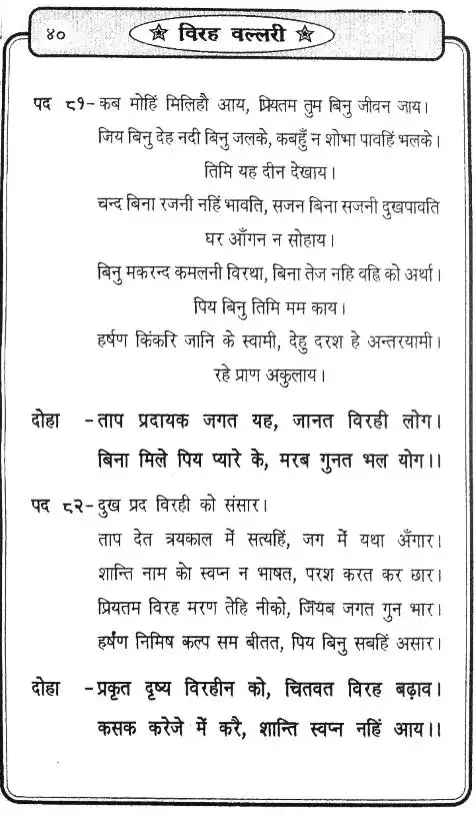 ४०
★ विरह वल्लरी ★
पद ८१-कब मोहिं मिलिहौ आय, प्रियतम तुम बिनु जीवन जाय।
जिय बिनु देह नदी बिनु जलके, कबहुँ न शोभा पावहिं भलके।
तिमि यह दीन देखाय।
चन्द बिना रजनी नहिं भावति, सजन बिना सजनी दुखपावति
घर आँगन न सोहाय।
बिनु मकरन्द कमलनी विरथा, बिना तेज नहि वह्नि को अर्था।
पिय बिनु तिमि मम काय।
हर्षण किंकरि जानि के स्वामी, देहु दरश हे अन्तरयामी।
रहे प्राण अकुलाय।
दोहा -ताप प्रदायक जगत यह, जानत विरही लोग।
बिना मिले पिय प्यारे के, मरब गुनत भल योग।।
पद ८२-दुख प्रद विरही को संसार।
ताप देत त्रयकाल में सत्यहिं, जग में यथा अँगार।
शान्ति नाम को स्वप्न न भाषत, परश करत कर छार।
प्रियतम विरह मरण तेहि नीको, जियब जगत गुन भार।
हर्षण निमिष कल्प सम बीतत, पिय बिनु सबहिं असार।
दोहा -प्रकृत दृष्य विरहीन को, चितवत विरह बढ़ाव।
कसक करेजे में करै, शान्ति स्वप्न नहिं आय।।